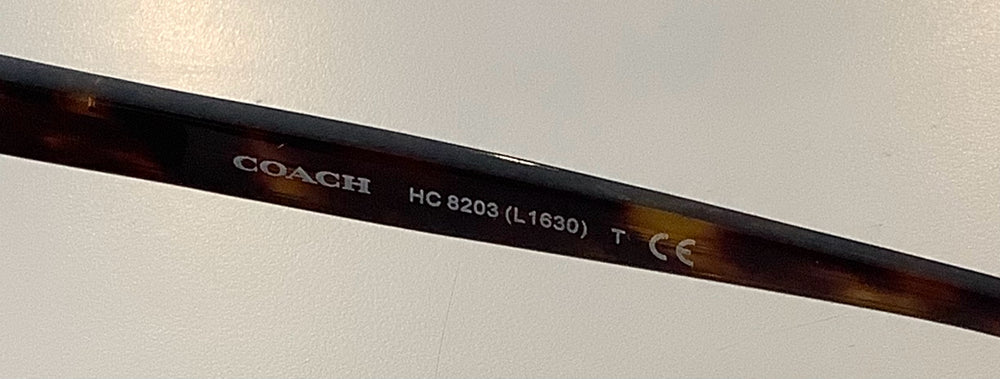 COACH HC 8203 (L1630) T CE